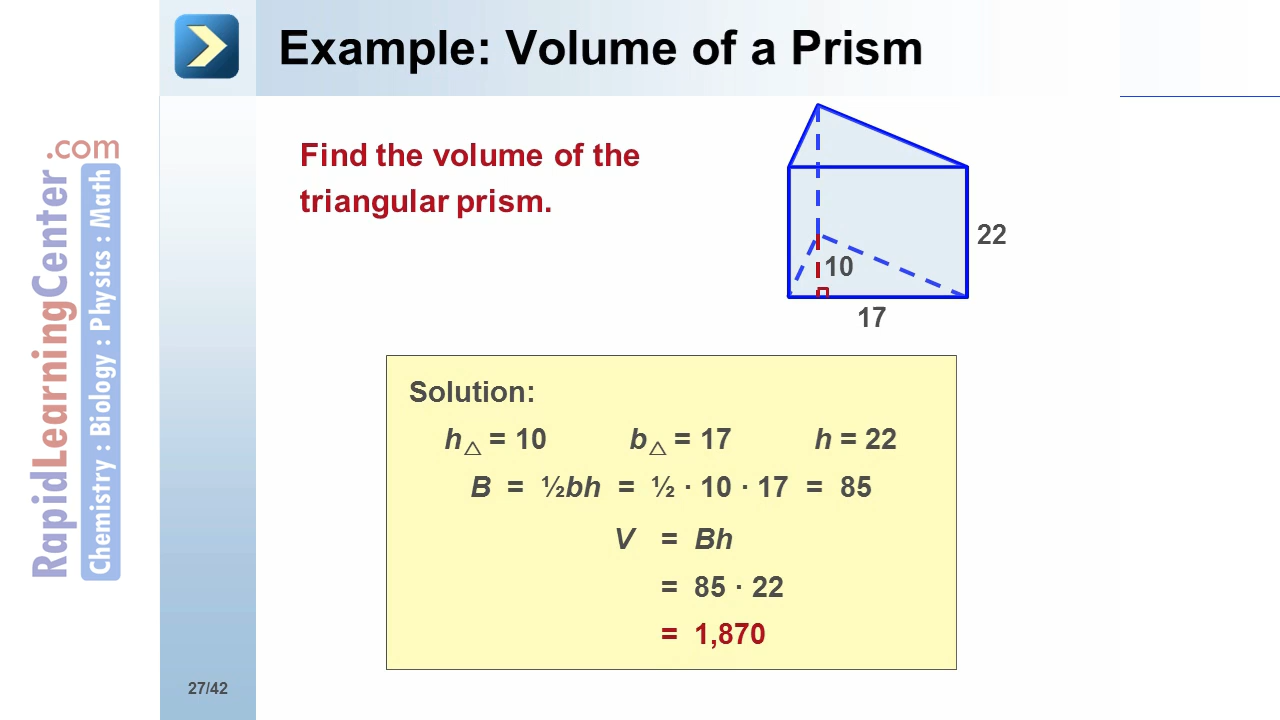 Example: Volume of a Prism
.com
RapidLearningCenter
Chemistry : Biology : Physics : Math
Find the volume of the
triangular prism.
22
10
17
Solution:
h△ = 10 b△ = 17 h = 22
B = ½bh = ½ · 10 · 17 = 85
V = Bh
= 85 · 22
= 1,870
27/42